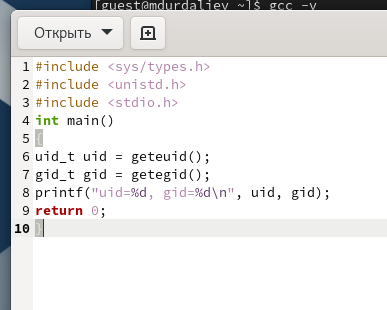 [guest@mdurdaliev ~]$ gcc -v
Открыть
1 #include <sys/types.h>
2 #include <unistd.h>
3 #include <stdio.h>
4 int main()
5 {
6 uid_t uid = geteuid();
7 gid_t gid = getegid();
8 printf("uid=%d, gid=%d\n", uid, gid);
9 return 0;
10 }